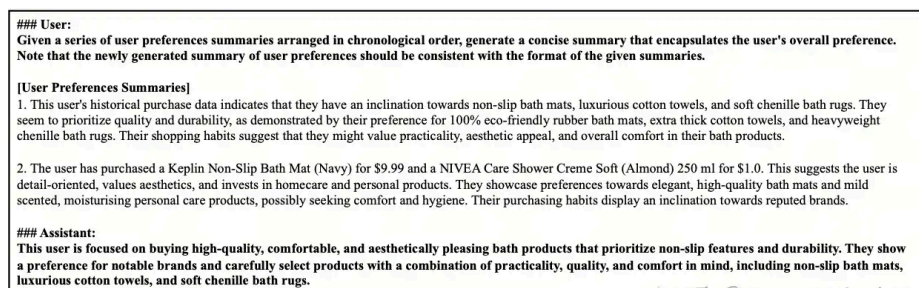 ### User:
Given a series of user preferences summaries arranged in chronological order, generate a concise summary that encapsulates the user's overall preference.
Note that the newly generated summary of user preferences should be consistent with the format of the given summaries.
[User Preferences Summaries]
1. This user's historical purchase data indicates that they have an inclination towards non-slip bath mats, luxurious cotton towels, and soft chenille bath rugs. They
seem to prioritize quality and durability, as demonstrated by their preference for 100% eco-friendly rubber bath mats, extra thick cotton towels, and heavyweight
chenille bath rugs. Their shopping habits suggest that they might value practicality, aesthetic appeal, and overall comfort in their bath products.
2. The user has purchased a Keplin Non-Slip Bath Mat (Navy) for $9.99 and a NIVEA Care Shower Creme Soft (Almond) 250 ml for $1.0. This suggests the user is
detail-oriented, values aesthetics, and invests in homecare and personal products. They showcase preferences towards elegant, high-quality bath mats and mild
scented, moisturising personal care products, possibly seeking comfort and hygiene. Their purchasing habits display an inclination towards reputed brands.
### Assistant:
This user is focused on buying high-quality, comfortable, and aesthetically pleasing bath products that prioritize non-slip features and durability. They show
a preference for notable brands and carefully select products with a combination of practicality, quality, and comfort in mind, including non-slip bath mats,
luxurious cotton towels, and soft chenille bath rugs.